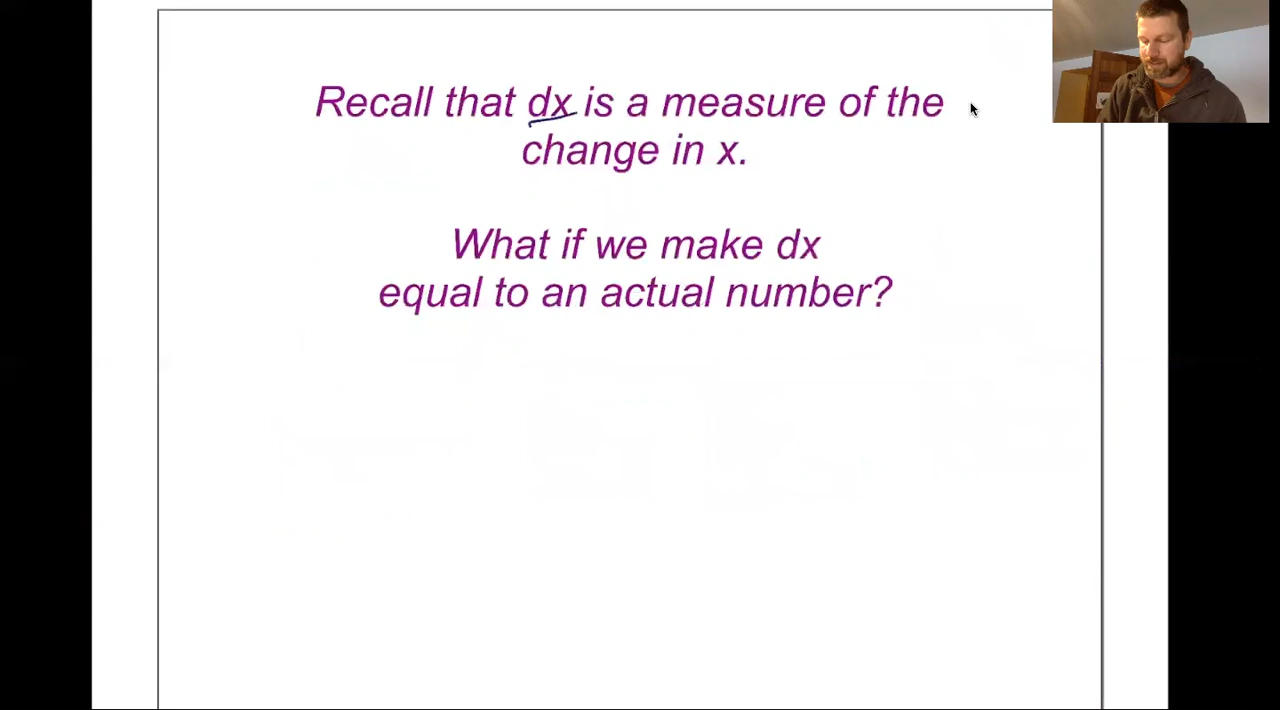 Recall that dx is a measure of the
change in x.
What if we make dx
equal to an actual number?